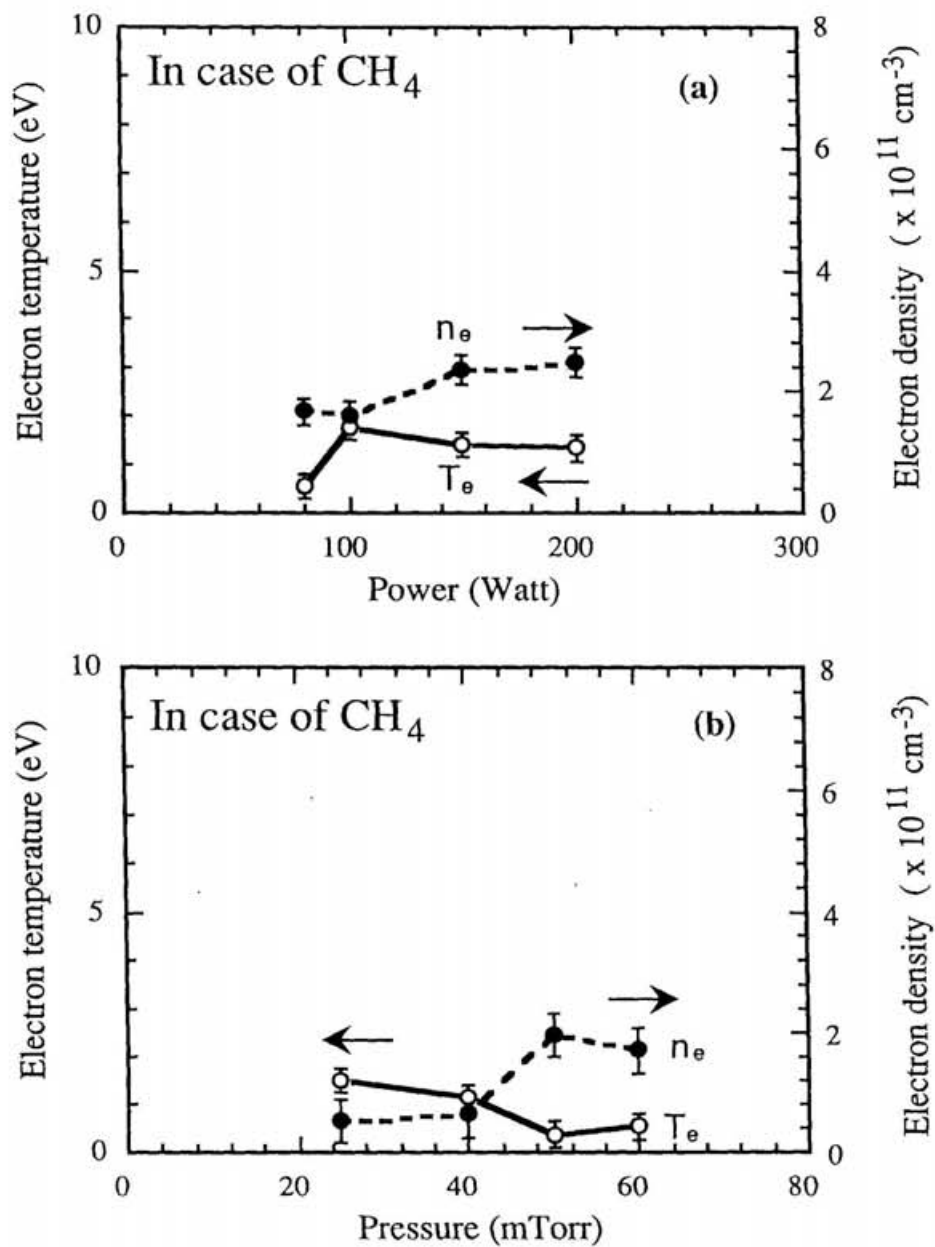 10
8
In case of CH4
(a)
6
Electron temperature (eV)
5
4
Electron density ( x 10^11 cm^-3)
ne
2
Te
0
0
0
100
200
300
Power (Watt)
10
8
In case of CH4
(b)
6
Electron temperature (eV)
5
4
Electron density ( x 10^11 cm^-3)
2
ne
Te
0
0
0
20
40
60
80
Pressure (mTorr)